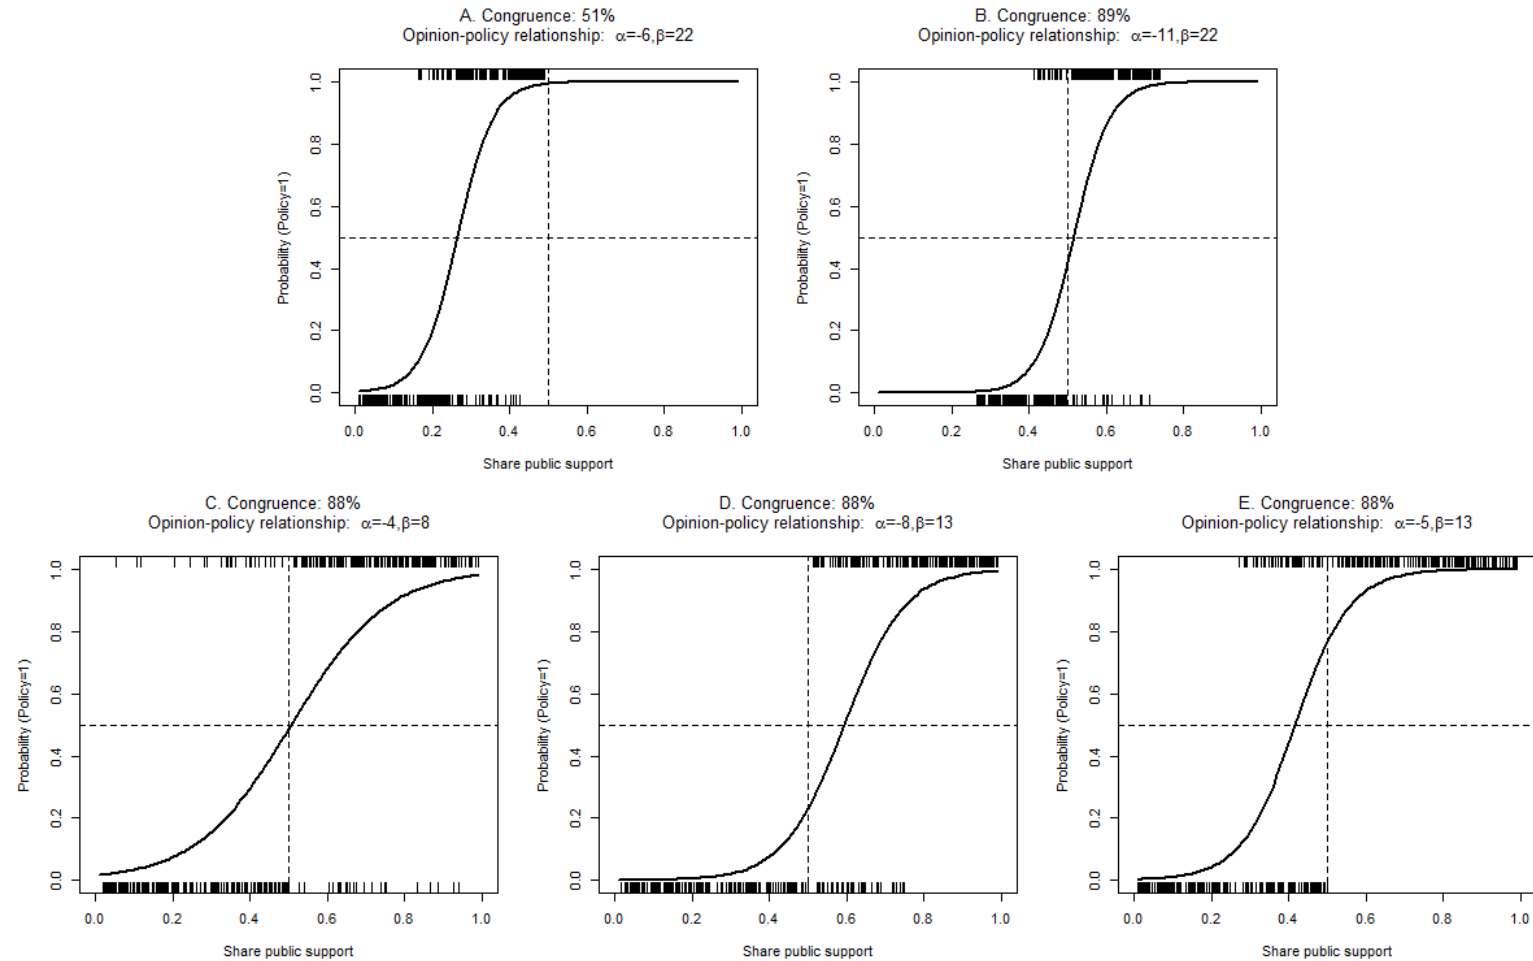 A. Congruence: 51%
Opinion-policy relationship: α=-6,β=22
1.0
0.8
0.6
0.4
0.2
0.0
Probability (Policy=1)
0.0 0.2 0.4 0.6 0.8 1.0
Share public support
B. Congruence: 89%
Opinion-policy relationship: α=-11,β=22
1.0
0.8
0.6
0.4
0.2
0.0
Probability (Policy=1)
0.0 0.2 0.4 0.6 0.8 1.0
Share public support
C. Congruence: 88%
Opinion-policy relationship: α=-4,β=8
1.0
0.8
0.6
0.4
0.2
0.0
Probability (Policy=1)
0.0 0.2 0.4 0.6 0.8 1.0
Share public support
D. Congruence: 88%
Opinion-policy relationship: α=-8,β=13
1.0
0.8
0.6
0.4
0.2
0.0
Probability (Policy=1)
0.0 0.2 0.4 0.6 0.8 1.0
Share public support
E. Congruence: 88%
Opinion-policy relationship: α=-5,β=13
1.0
0.8
0.6
0.4
0.2
0.0
Probability (Policy=1)
0.0 0.2 0.4 0.6 0.8 1.0
Share public support